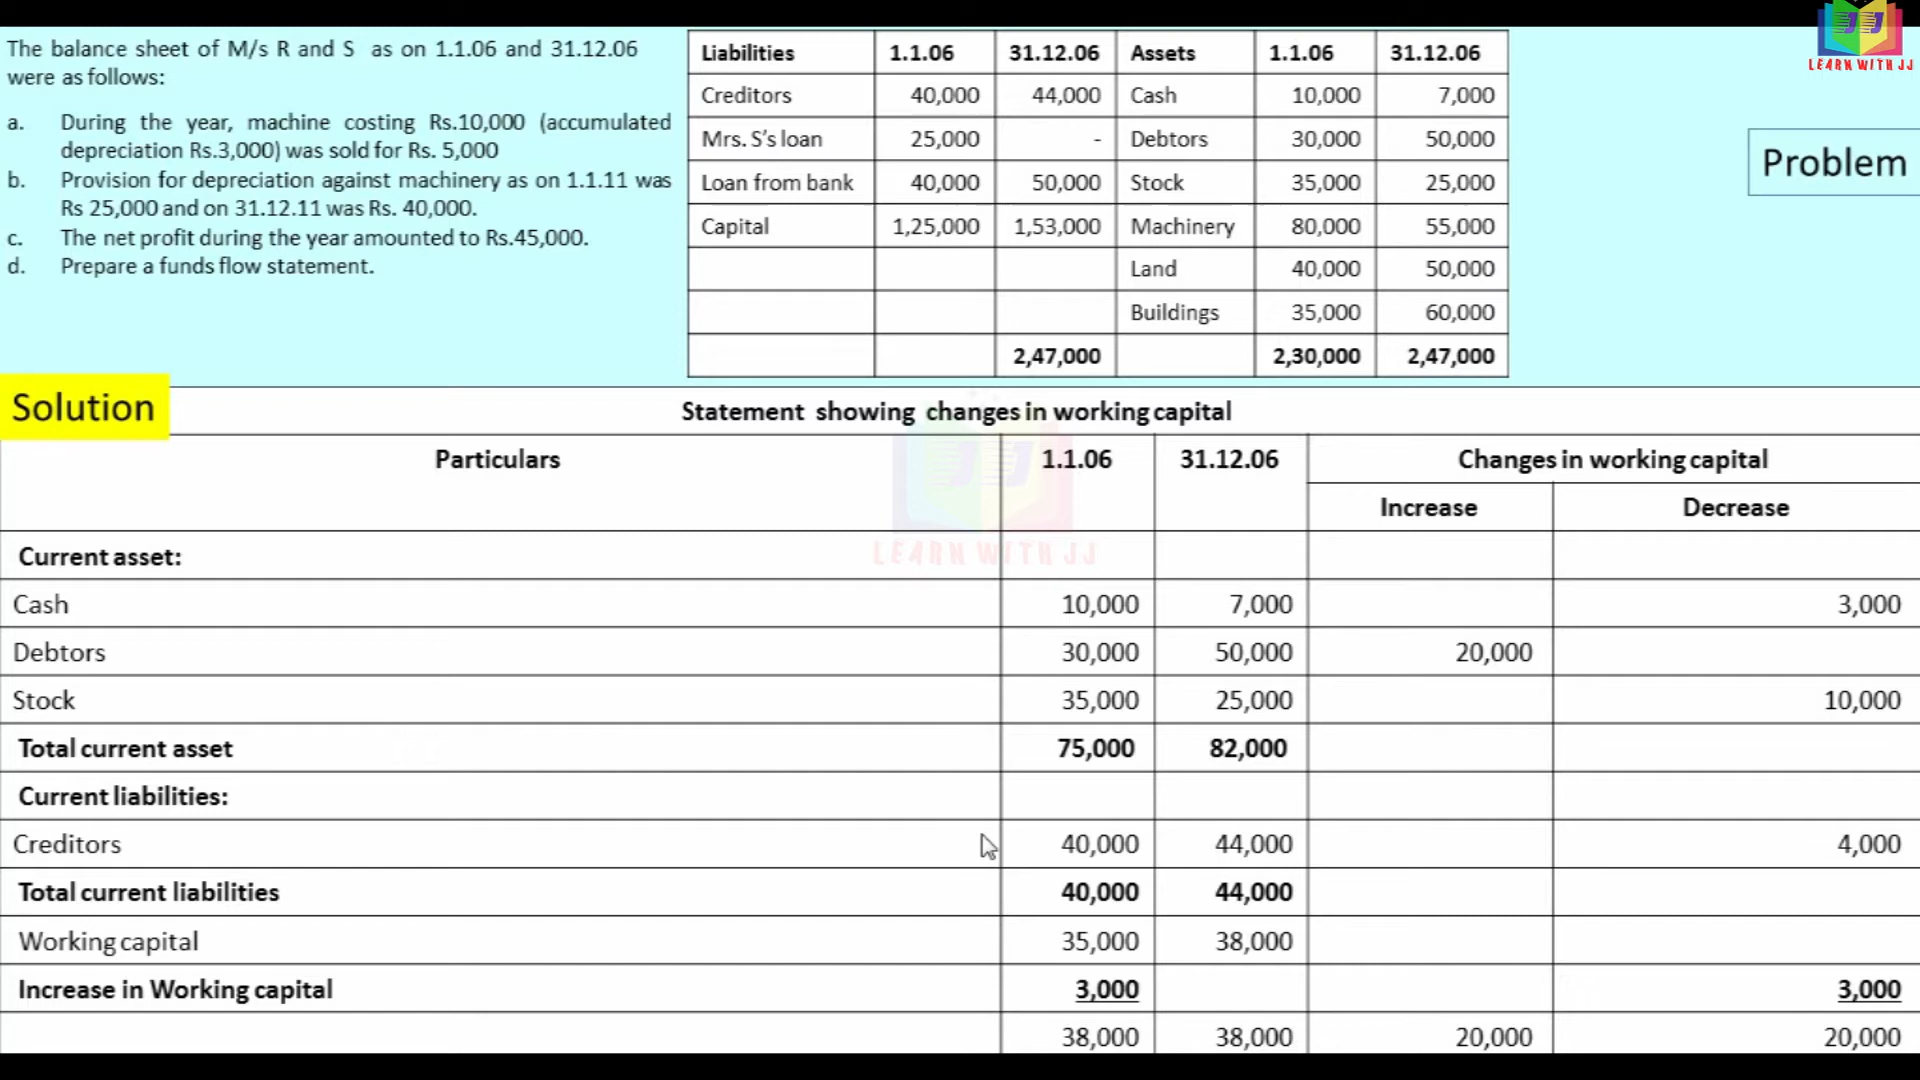 LEARN WITH JJ
The balance sheet of M/s R and S as on 1.1.06 and 31.12.06
were as follows:
a. During the year, machine costing Rs.10,000 (accumulated
depreciation Rs.3,000) was sold for Rs. 5,000
b. Provision for depreciation against machinery as on 1.1.11 was
Rs 25,000 and on 31.12.11 was Rs. 40,000.
c. The net profit during the year amounted to Rs.45,000.
d. Prepare a funds flow statement.
Liabilities 1.1.06 31.12.06 Assets 1.1.06 31.12.06
Creditors 40,000 44,000 Cash 10,000 7,000
Mrs. S's loan 25,000 - Debtors 30,000 50,000
Loan from bank 40,000 50,000 Stock 35,000 25,000
Capital 1,25,000 1,53,000 Machinery 80,000 55,000
Land 40,000 50,000
Buildings 35,000 60,000
2,47,000 2,30,000 2,47,000
Problem
Solution
Statement showing changes in working capital
Particulars 1.1.06 31.12.06 Changes in working capital
Increase Decrease
Current asset:
Cash 10,000 7,000 3,000
Debtors 30,000 50,000 20,000
Stock 35,000 25,000 10,000
Total current asset 75,000 82,000
Current liabilities:
Creditors 40,000 44,000 4,000
Total current liabilities 40,000 44,000
Working capital 35,000 38,000
Increase in Working capital 3,000 3,000
38,000 38,000 20,000 20,000
LEARN WITH JJ